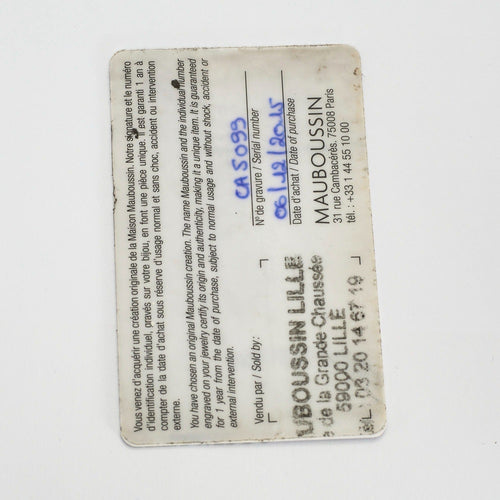 Vous venez d'acquérir une création originale de la Maison Mauboussin. Notre signature et le numéro
d'identification individuel, gravés sur votre bijou, en font une pièce unique. Il est garanti 1 an à
compter de la date d'achat sous réserve d'usage normal et sans choc, accident ou intervention
externe.
You have chosen an original Mauboussin creation. The name Mauboussin and the individual number
engraved on your jewelry certify its origin and authenticity, making it a unique item. It is guaranteed
for 1 year from the date of purchase, subject to normal usage and without shock, accident or
external intervention.
CA5099
N° de gravure / Serial number
06/12/2015
Date d'achat / Date of purchase
MAUBOUSSIN
31 rue Cambacérès, 75008 Paris
tél. : +33 1 44 55 10 00
Vendu par / Sold by:
UBOUSSIN LILLE
de la Grande Chaussée
59000 LILLE
03 20 14 67 19